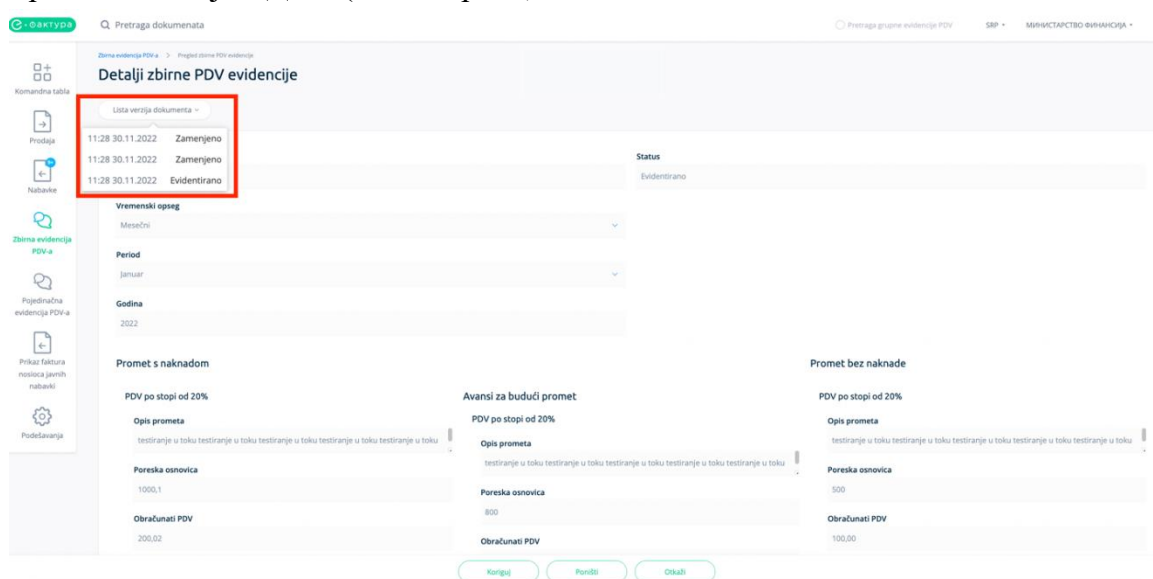 е-Фактура
Pretraga dokumenata
Pretraga grupne evidencije PDV
SRP
МИНИСТАРСТВО ФИНАНСИЈА
Zbirna evidencija PDV-a > Pregled zbirne PDV evidencije
Detalji zbirne PDV evidencije
Komandna tabla
Prodaja
Nabavke
Zbirna evidencija
PDV-a
Pojedinačna
evidencija PDV-a
Prikaz faktura
nosioca javnih
nabavki
Podešavanja
Lista verzija dokumenta
11:28 30.11.2022 Zamenjeno
11:28 30.11.2022 Zamenjeno
11:28 30.11.2022 Evidentirano
Status
Evidentirano
Vremenski opseg
Mesečni
Period
Januar
Godina
2022
Promet s naknadom
PDV po stopi od 20%
Opis prometa
testiranje u toku testiranje u toku testiranje u toku testiranje u toku testiranje u toku
Poreska osnovica
1000,1
Obračunati PDV
200,02
Avansi za budući promet
PDV po stopi od 20%
Opis prometa
testiranje u toku testiranje u toku testiranje u toku testiranje u toku testiranje u toku
Poreska osnovica
800
Obračunati PDV
Promet bez naknade
PDV po stopi od 20%
Opis prometa
testiranje u toku testiranje u toku testiranje u toku testiranje u toku testiranje u toku
Poreska osnovica
500
Obračunati PDV
100,00
Koriguj
Poništi
Otkaži